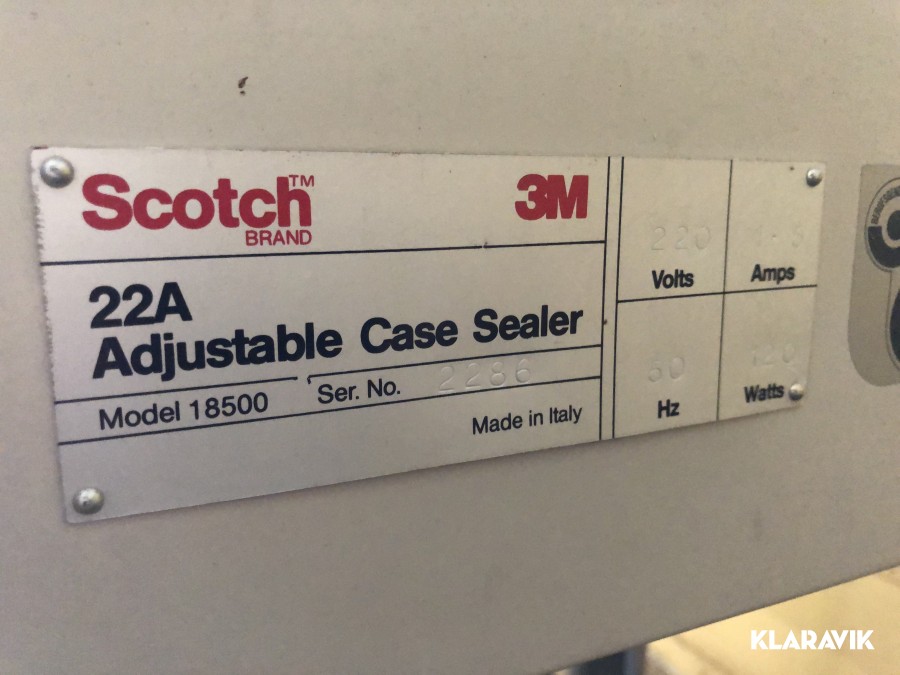 Scotch™
BRAND
3M
22A
Adjustable Case Sealer
Model 18500
Ser. No. 2286
Made in Italy
220
Volts
Amps
Hz
120
Watts
KLARAVIK